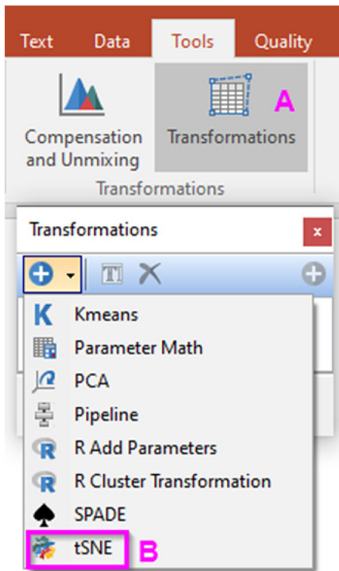 Text Data Tools Quality
A
Compensation
and Unmixing
Transformations
Transformations
Transformations
Kmeans
Parameter Math
PCA
Pipeline
R Add Parameters
R Cluster Transformation
SPADE
tSNE B